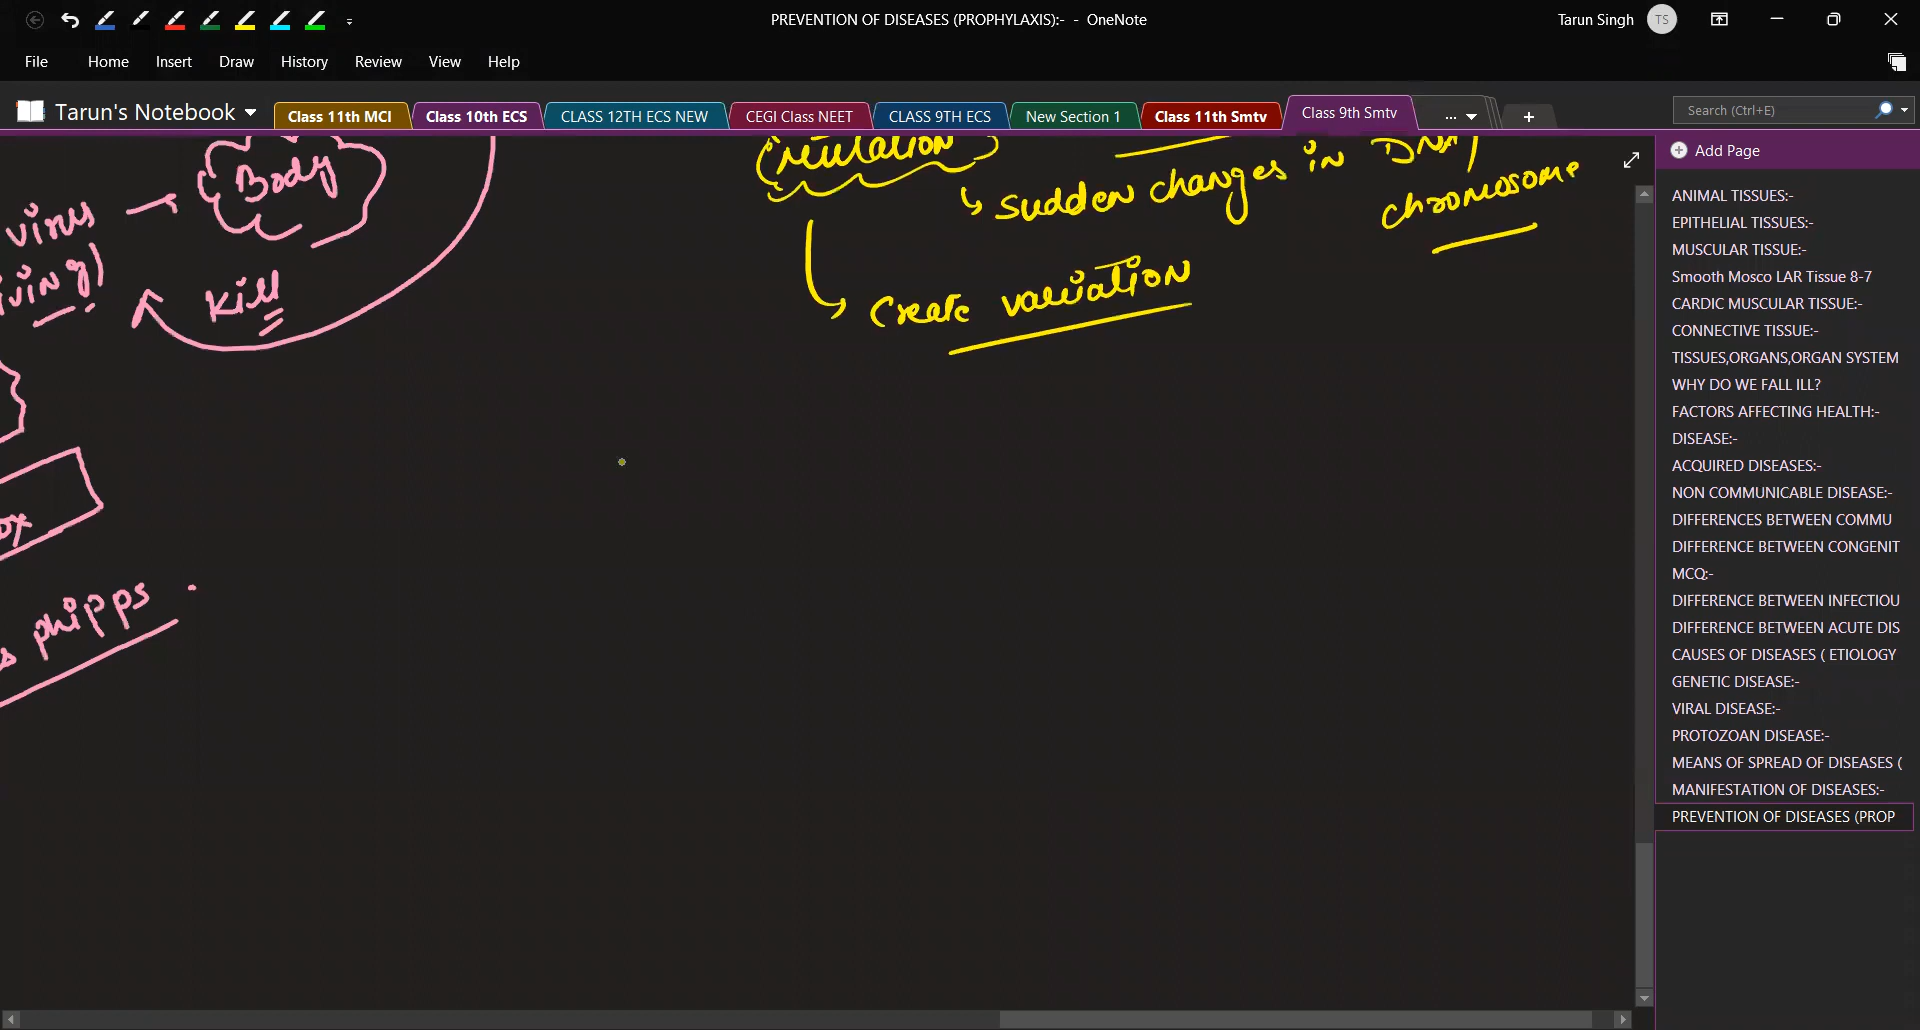 PREVENTION OF DISEASES (PROPHYLAXIS):- - OneNote
Tarun Singh TS
File Home Insert Draw History Review View Help
Tarun's Notebook
Class 11th MCI Class 10th ECS CLASS 12TH ECS NEW CEGI Class NEET CLASS 9TH ECS New Section 1 Class 11th Smtv Class 9th Smtv ... +
Search (Ctrl+E)
Add Page
ANIMAL TISSUES:-
EPITHELIAL TISSUES:-
MUSCULAR TISSUE:-
Smooth Mosco LAR Tissue 8-7
CARDIC MUSCULAR TISSUE:-
CONNECTIVE TISSUE:-
TISSUES,ORGANS,ORGAN SYSTEM
WHY DO WE FALL ILL?
FACTORS AFFECTING HEALTH:-
DISEASE:-
ACQUIRED DISEASES:-
NON COMMUNICABLE DISEASE:-
DIFFERENCES BETWEEN COMMU
DIFFERENCE BETWEEN CONGENIT
MCQ:-
DIFFERENCE BETWEEN INFECTIOU
DIFFERENCE BETWEEN ACUTE DIS
CAUSES OF DISEASES ( ETIOLOGY
GENETIC DISEASE:-
VIRAL DISEASE:-
PROTOZOAN DISEASE:-
MEANS OF SPREAD OF DISEASES (
MANIFESTATION OF DISEASES:-
PREVENTION OF DISEASES (PROP
virus
Body
Kill
phipps
mutation
sudden changes in DNA/
chromosome
Create variation